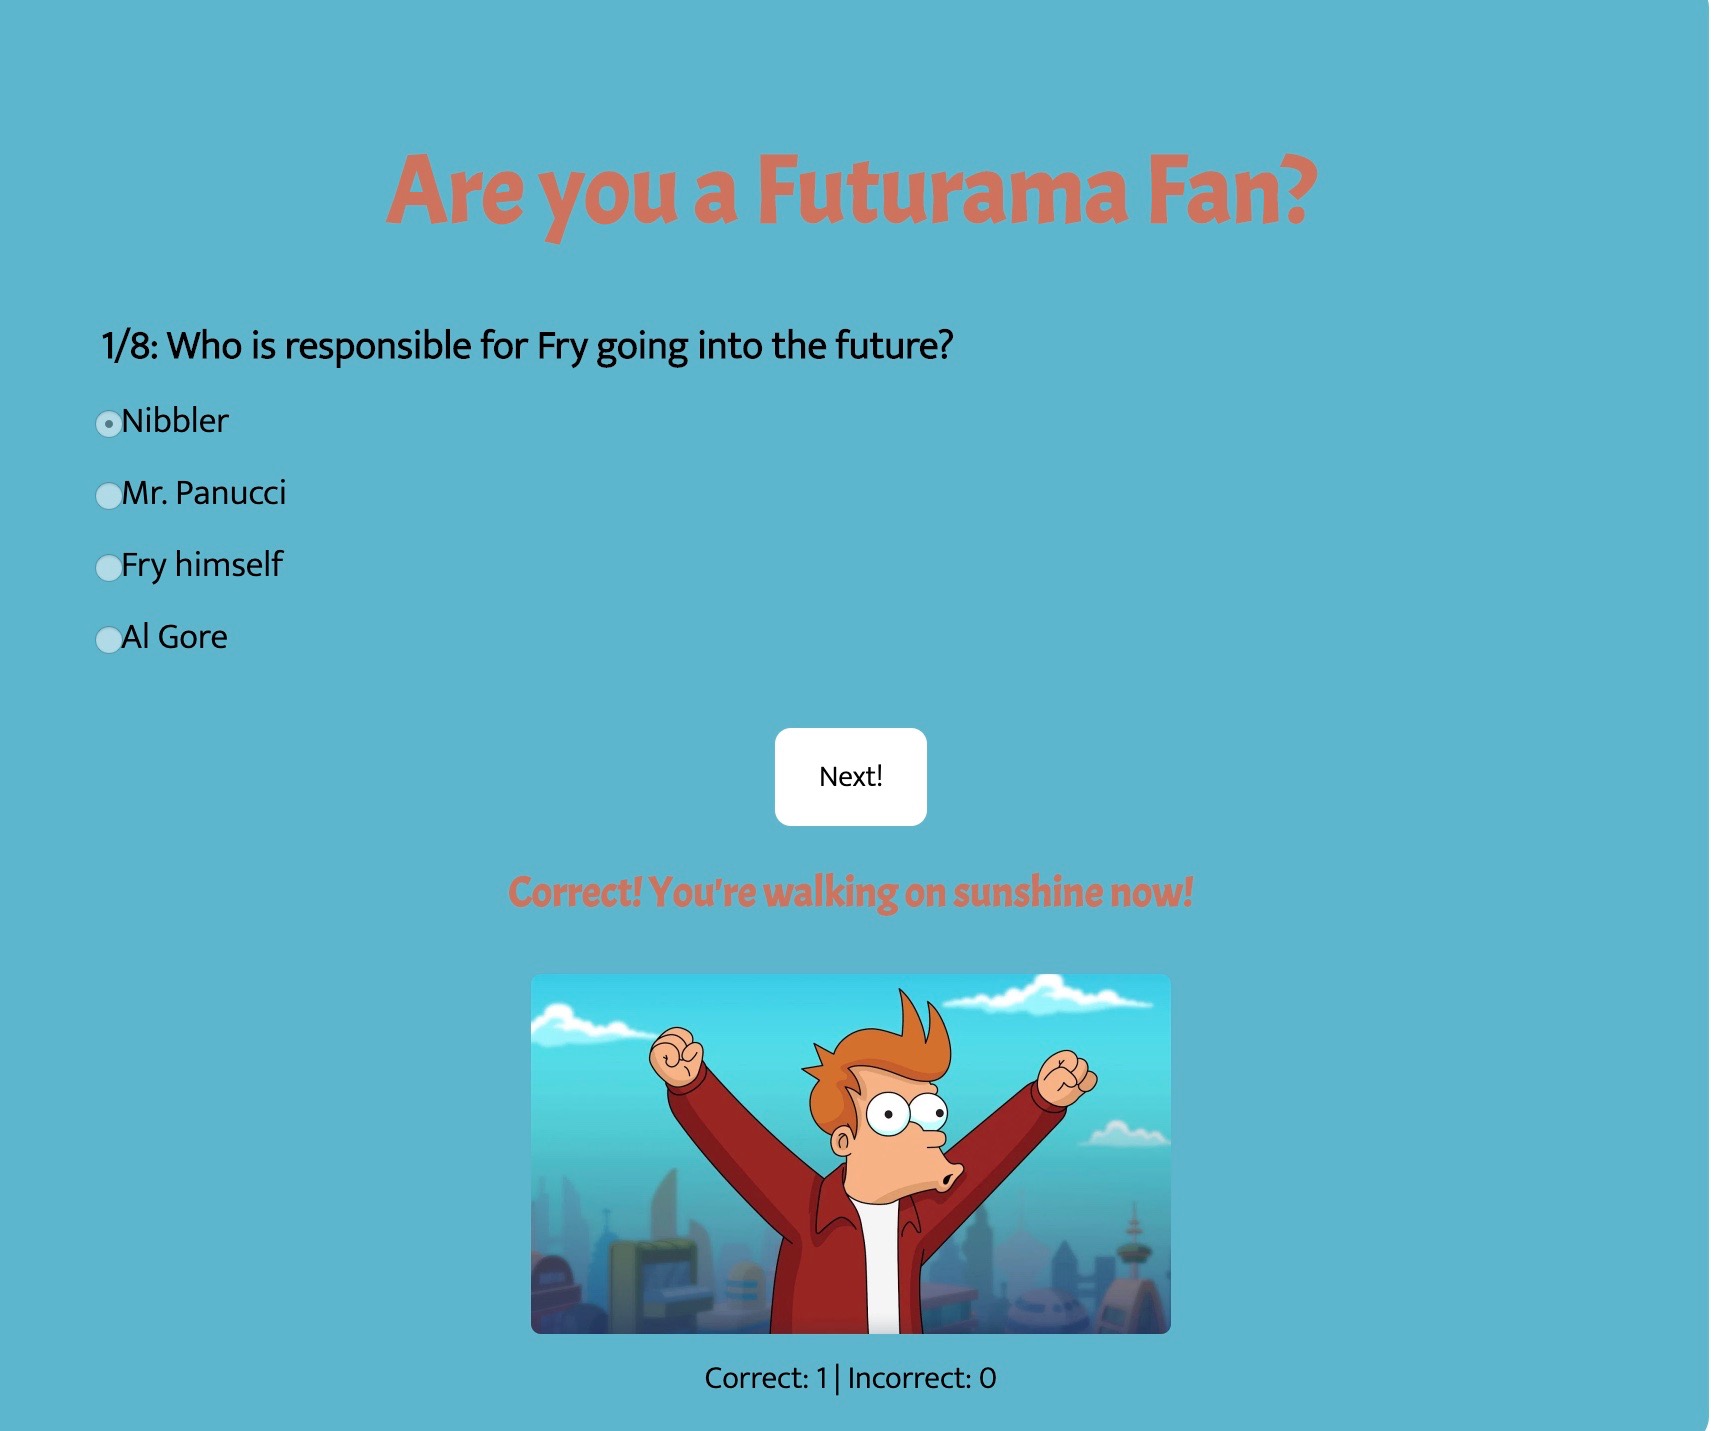 Are you a Futurama Fan?
1/8: Who is responsible for Fry going into the future?
Nibbler
Mr. Panucci
Fry himself
Al Gore
Next!
Correct! You're walking on sunshine now!
Correct: 1 | Incorrect: 0